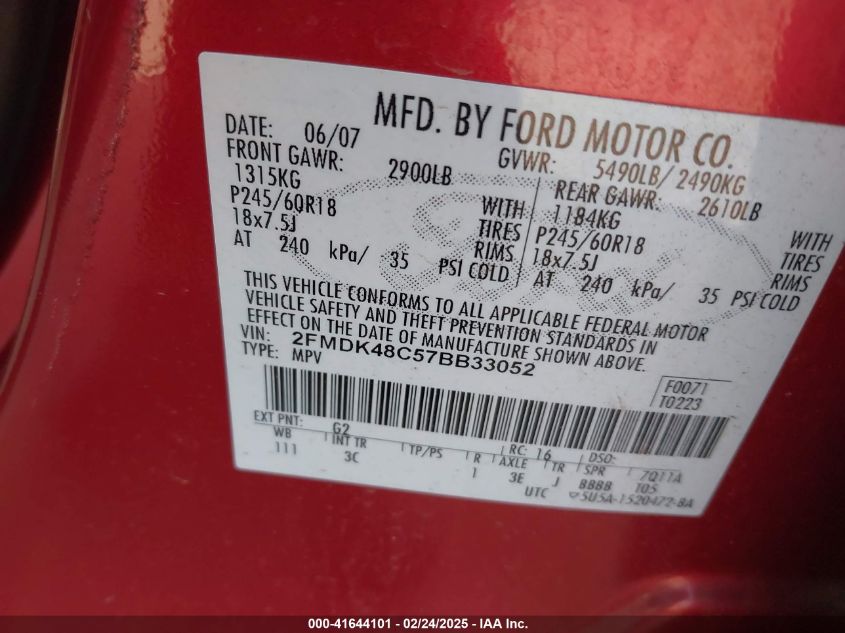 MFD. BY FORD MOTOR CO.
DATE: 06/07 GVWR: 5490LB/ 2490KG
FRONT GAWR: 2900LB REAR GAWR: 2610LB
1315KG WITH 1184KG WITH
P245/60R18 TIRES P245/60R18 TIRES
18x7.5J RIMS 18x7.5J RIMS
AT 240 kPa/ 35 PSI COLD AT 240 kPa/ 35 PSI COLD
THIS VEHICLE CONFORMS TO ALL APPLICABLE FEDERAL MOTOR
VEHICLE SAFETY AND THEFT PREVENTION STANDARDS IN
EFFECT ON THE DATE OF MANUFACTURE SHOWN ABOVE.
VIN: 2FMDK48C57BB33052
TYPE: MPV
F0071
T0223
EXT PNT: G2 RC: 16 DSO:
WB INT TR TP/PS R AXLE TR SPR 7Q11A
111 3C 1 3E J BBBB TOS
UTC 5U5A-1520472-BA
000-41644101 - 02/24/2025 - IAAI Inc.